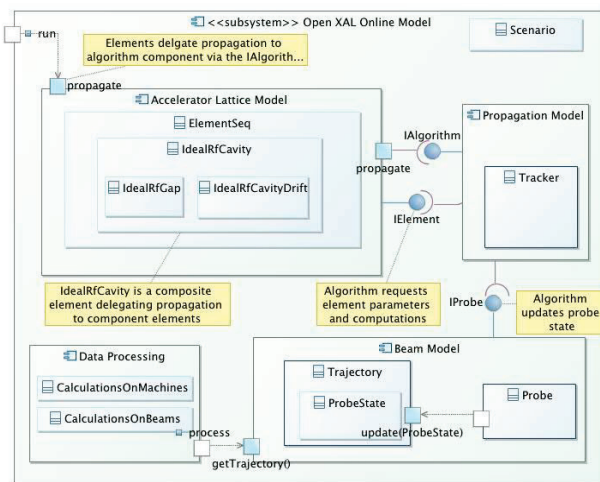 <<subsystem>> Open XAL Online Model
run
Scenario
Elements delgate propagation to
algorithm component via the IAlgorith...
propagate
Accelerator Lattice Model
ElementSeq
IdealRfCavity
IdealRfGap
IdealRfCavityDrift
IAlgorithm
propagate
IElement
Propagation Model
Tracker
IdealRfCavity is a composite
element delegating propagation
to component elements
Algorithm requests
element parameters
and computations
IProbe
Algorithm
updates probe
state
Data Processing
CalculationsOnMachines
CalculationsOnBeams
process
getTrajectory()
Beam Model
Trajectory
ProbeState
update(ProbeState)
Probe